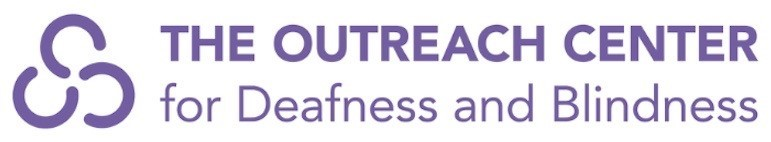 THE OUTREACH CENTER
for Deafness and Blindness